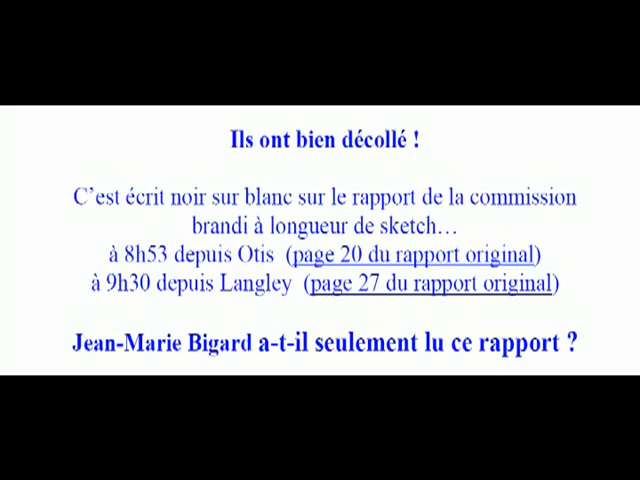 Ils ont bien décollé !
C’est écrit noir sur blanc sur le rapport de la commission
brandi à longueur de sketch…
à 8h53 depuis Otis (page 20 du rapport original)
à 9h30 depuis Langley (page 27 du rapport original)
Jean-Marie Bigard a-t-il seulement lu ce rapport ?